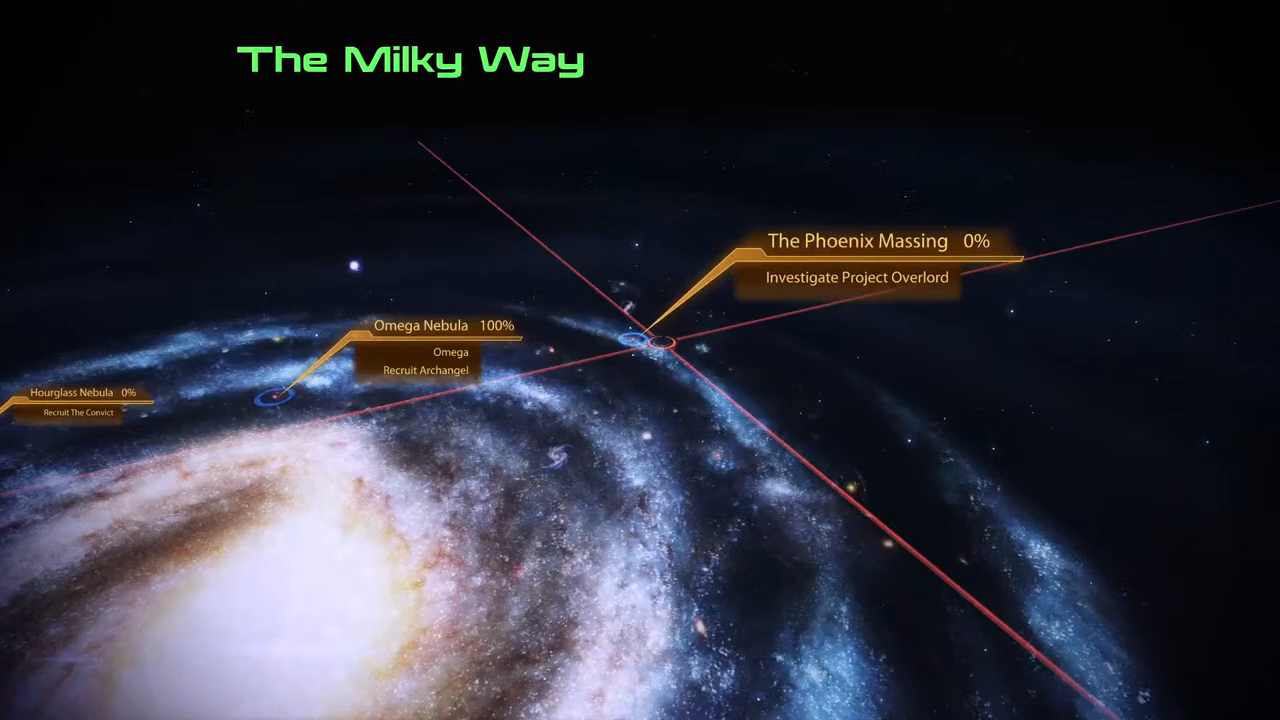 The Milky Way
The Phoenix Massing 0%
Investigate Project Overlord
Omega Nebula 100%
Omega
Recruit Archangel
Hourglass Nebula 0%
Recruit The Convict